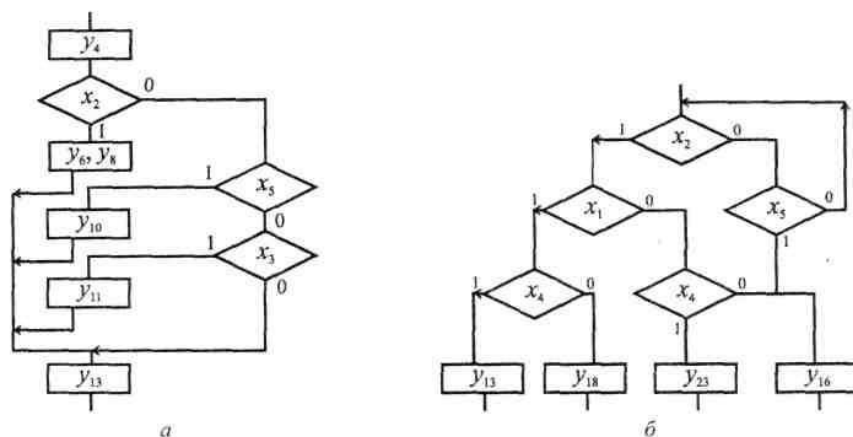 y₄
0
x₂
1
y₆, y₈
1
x₅
0
y₁₀
1
x₃
0
y₁₁
y₁₃
а
1
x₂
0
1
x₁
0
x₅
0
1
1
x₄
0
x₄
0
1
y₁₃
y₁₈
y₂₃
y₁₆
б